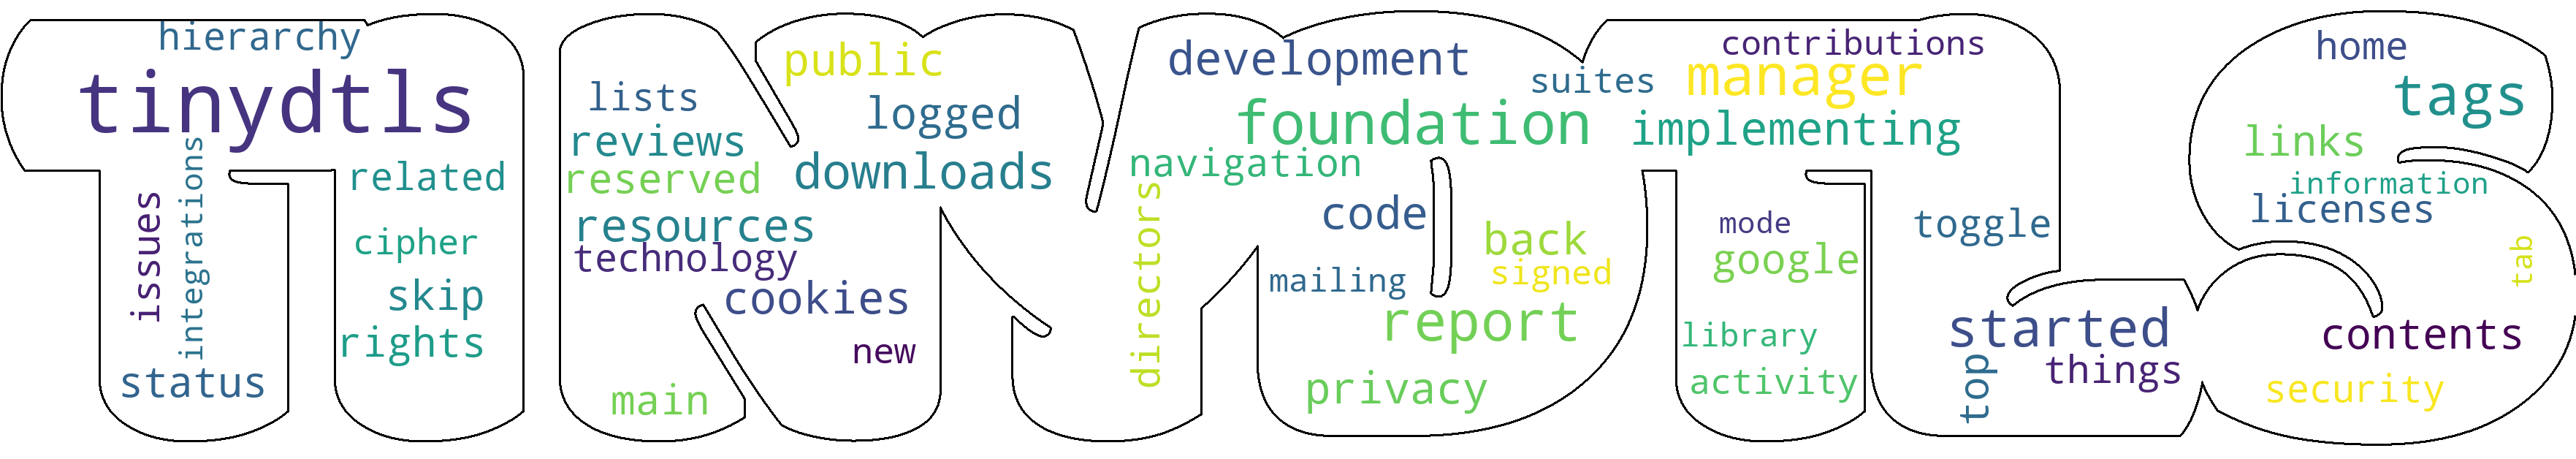 hierarchy
tinydtls
issues
integrations
related
cipher
skip
rights
status
lists
reviews
reserved
resources
technology
cookies
new
main
public
logged
downloads
development
foundation
navigation
directors
code
mailing
back
signed
report
privacy
suites
contributions
manager
implementing
mode
google
library
activity
toggle
started
things
top
home
tags
links
information
licenses
tab
contents
security